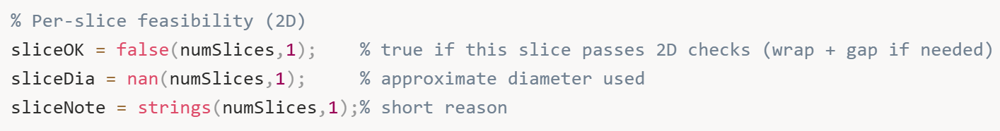 % Per-slice feasibility (2D)
sliceOK = false(numSlices,1);    % true if this slice passes 2D checks (wrap + gap if needed)
sliceDia = nan(numSlices,1);     % approximate diameter used
sliceNote = strings(numSlices,1);% short reason